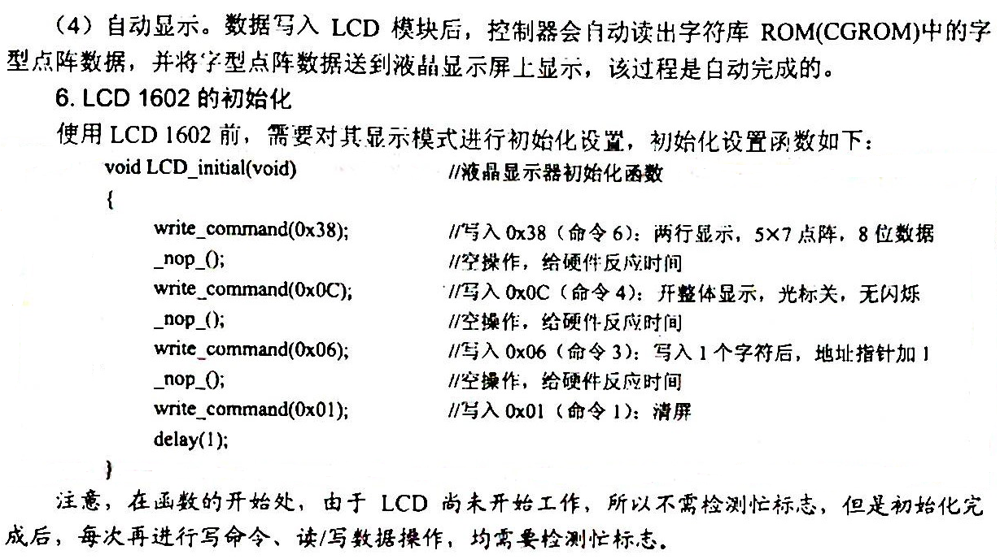 （4）自动显示。数据写入 LCD 模块后，控制器会自动读出字符库 ROM(CGROM)中的字
型点阵数据，并将字型点阵数据送到液晶显示屏上显示，该过程是自动完成的。
6. LCD 1602 的初始化
使用 LCD 1602 前，需要对其显示模式进行初始化设置，初始化设置函数如下：
void LCD_initial(void) //液晶显示器初始化函数
{
write_command(0x38); //写入 0x38（命令 6）：两行显示，5×7 点阵，8 位数据
_nop_(); //空操作，给硬件反应时间
write_command(0x0C); //写入 0x0C（命令 4）：开整体显示，光标关，无闪烁
_nop_(); //空操作，给硬件反应时间
write_command(0x06); //写入 0x06（命令 3）：写入 1 个字符后，地址指针加 1
_nop_(); //空操作，给硬件反应时间
write_command(0x01); //写入 0x01（命令 1）：清屏
delay(1);
}
注意，在函数的开始处，由于 LCD 尚未开始工作，所以不需检测忙标志，但是初始化完
成后，每次再进行写命令、读/写数据操作，均需要检测忙标志。